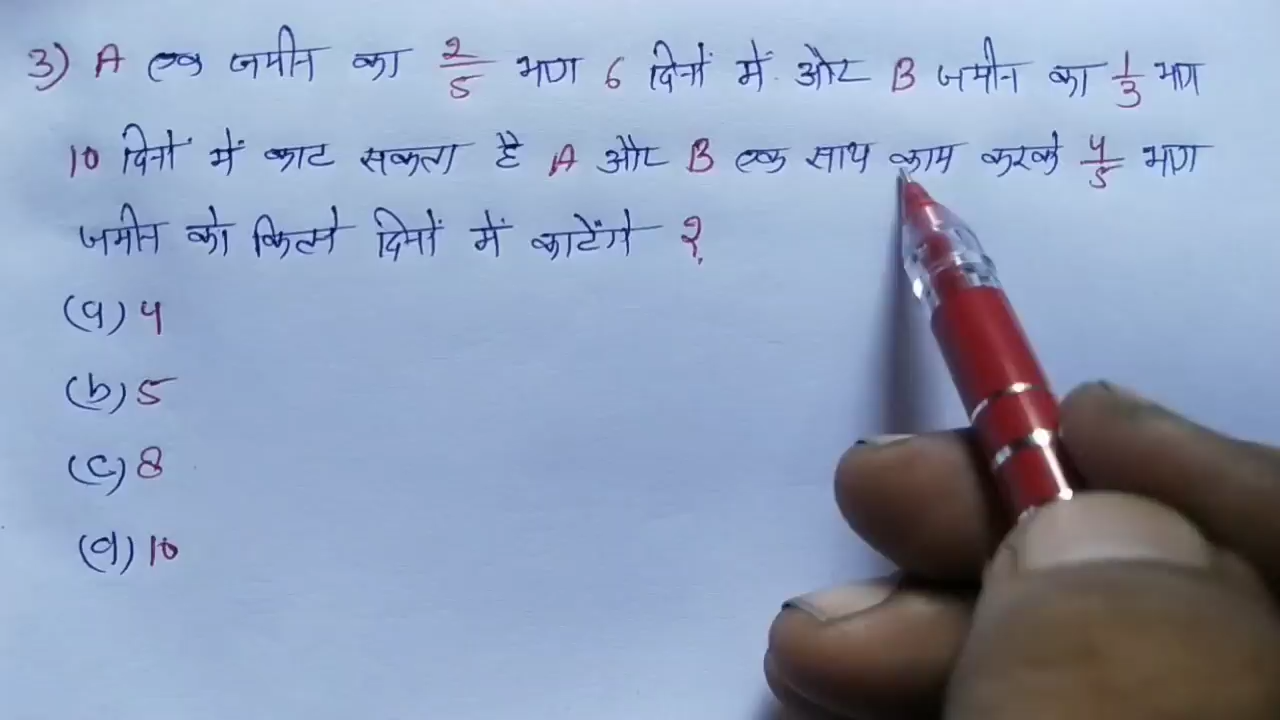 3) A एक जमीन का 2/5 भाग 6 दिनों में और B जमीन का 1/3 भाग
10 दिनों में काट सकता है A और B एक साथ काम करके 4/5 भाग
जमीन को कितने दिनों में काटेंगे ?
(a) 4
(b) 5
(c) 8
(d) 10